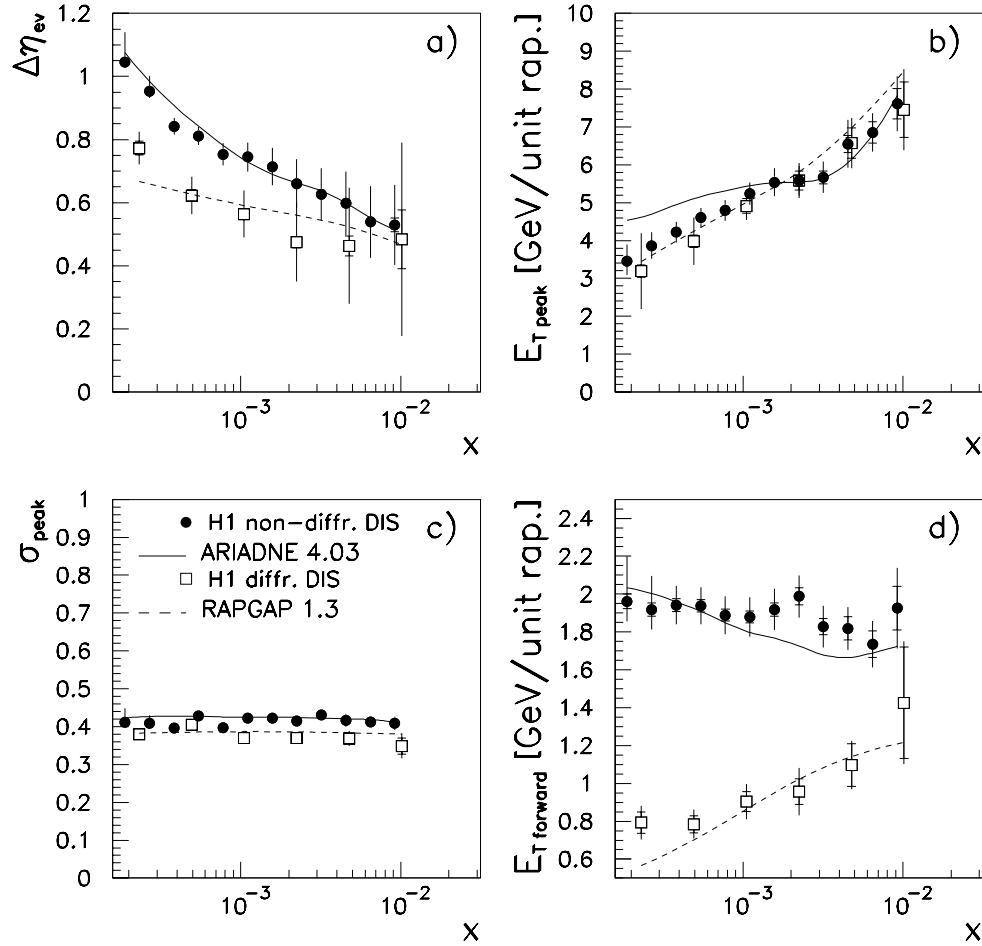 a)
Δη_ev
1.2
1
0.8
0.6
0.4
0.2
0
10⁻³
10⁻²
x
b)
E_T peak [GeV/unit rap.]
10
9
8
7
6
5
4
3
2
1
0
10⁻³
10⁻²
x
c)
σ_peak
1
0.9
0.8
0.7
0.6
0.5
0.4
0.3
0.2
0.1
0
H1 non-diffr. DIS
ARIADNE 4.03
H1 diffr. DIS
RAPGAP 1.3
10⁻³
10⁻²
x
d)
E_T forward [GeV/unit rap.]
2.4
2.2
2
1.8
1.6
1.4
1.2
1
0.8
0.6
10⁻³
10⁻²
x